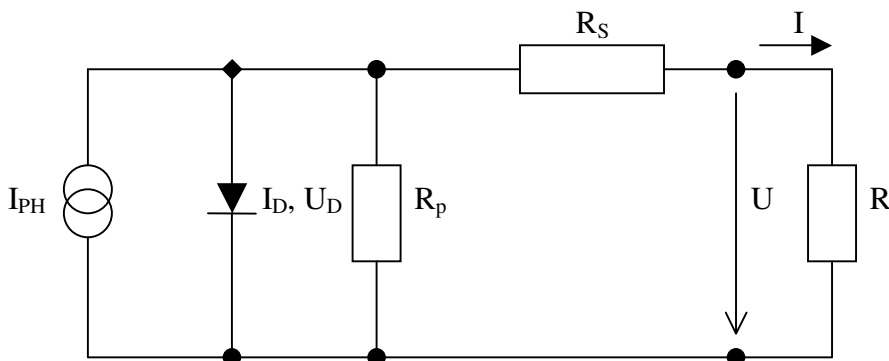 R_S
I
I_PH
I_D, U_D
R_p
U
R